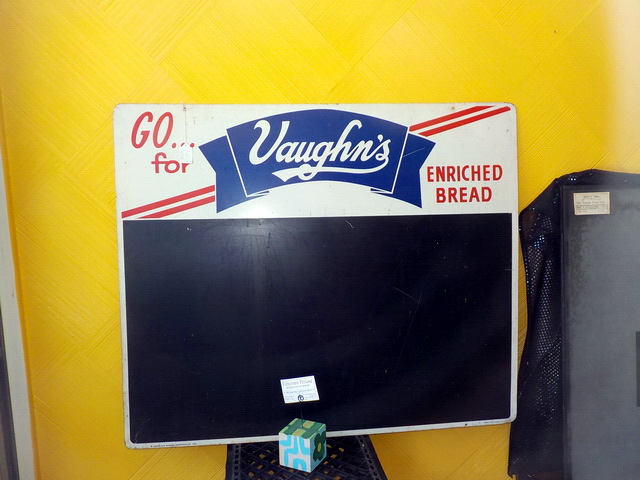 GO...
for
Vaughn's
ENRICHED
BREAD